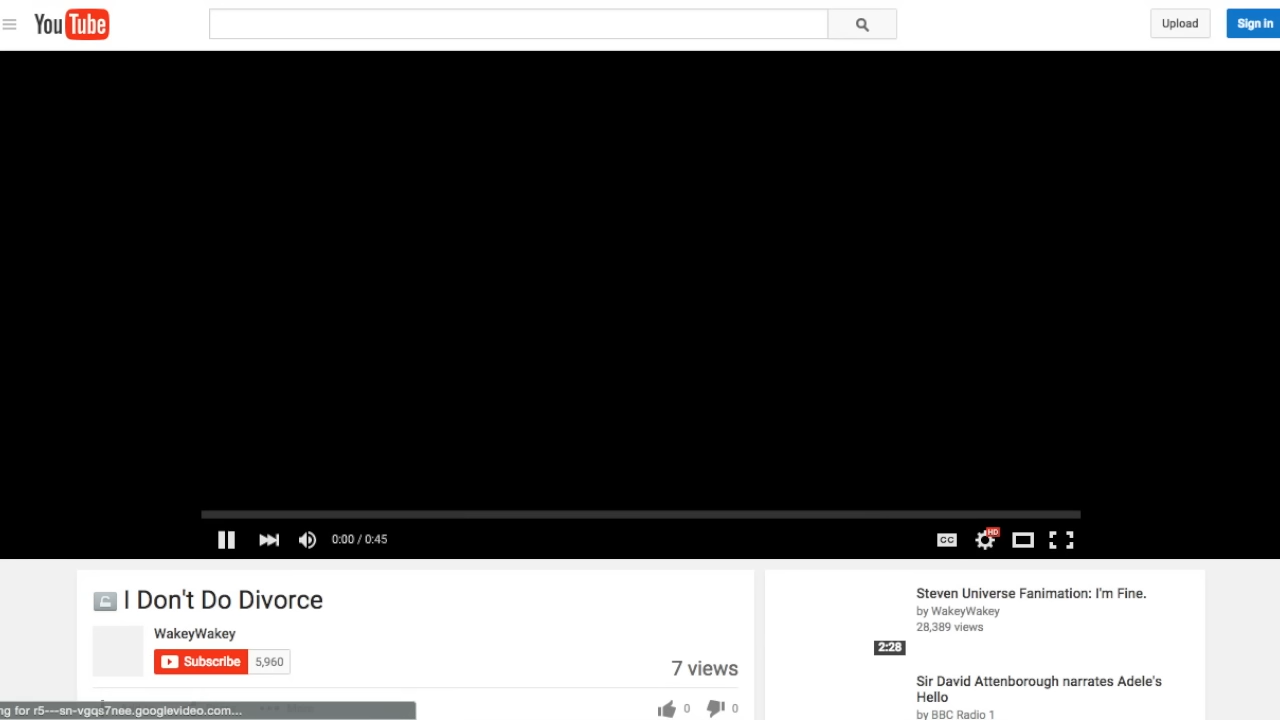 YouTube
Upload
Sign in
0:00 / 0:45
CC
HD
I Don't Do Divorce
WakeyWakey
Subscribe 5,960
7 views
0 0
ng for r5---sn-vgqs7nee.googlevideo.com...
Steven Universe Fanimation: I'm Fine.
by WakeyWakey
28,389 views
2:28
Sir David Attenborough narrates Adele's
Hello
by BBC Radio 1